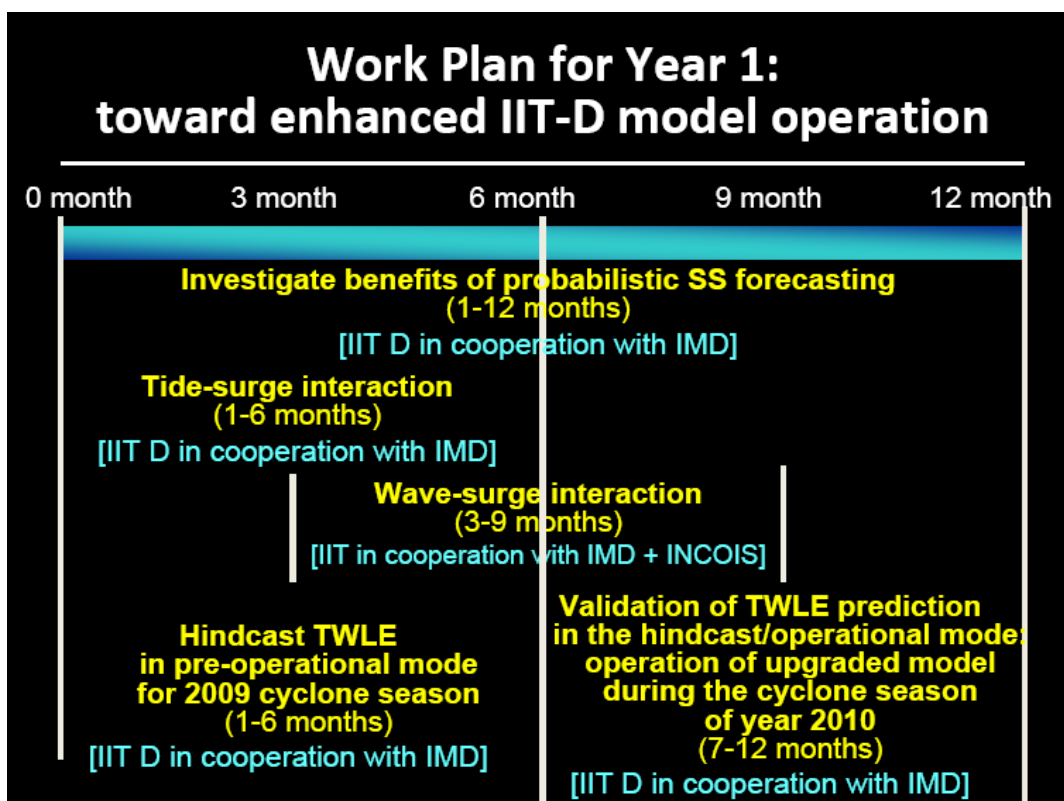 Work Plan for Year 1:
toward enhanced IIT-D model operation
0 month 3 month 6 month 9 month 12 month
Investigate benefits of probabilistic SS forecasting
(1-12 months)
[IIT D in cooperation with IMD]
Tide-surge interaction
(1-6 months)
[IIT D in cooperation with IMD]
Wave-surge interaction
(3-9 months)
[IIT in cooperation with IMD + INCOIS]
Hindcast TWLE
in pre-operational mode
for 2009 cyclone season
(1-6 months)
[IIT D in cooperation with IMD]
Validation of TWLE prediction
in the hindcast/operational mode:
operation of upgraded model
during the cyclone season
of year 2010
(7-12 months)
[IIT D in cooperation with IMD]